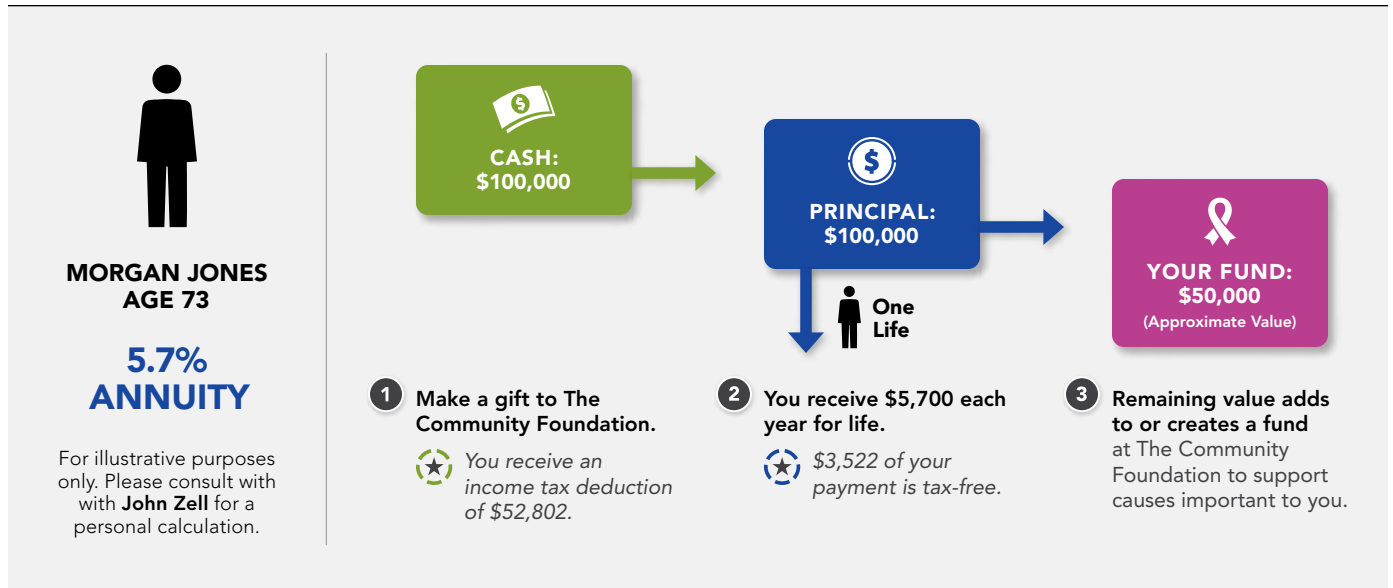 MORGAN JONES
AGE 73
5.7%
ANNUITY
For illustrative purposes
only. Please consult with
with John Zell for a
personal calculation.
$
CASH:
$100,000
$
PRINCIPAL:
$100,000
One
Life
YOUR FUND:
$50,000
(Approximate Value)
1
Make a gift to The
Community Foundation.
You receive an
income tax deduction
of $52,802.
2
You receive $5,700 each
year for life.
$3,522 of your
payment is tax-free.
3
Remaining value adds
to or creates a fund
at The Community
Foundation to support
causes important to you.